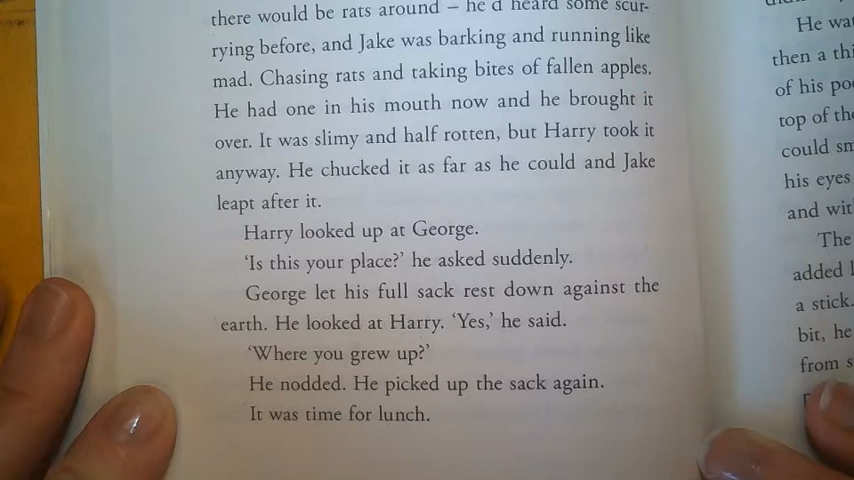 there would be rats around – he'd heard some scur-
rying before, and Jake was barking and running like
mad. Chasing rats and taking bites of fallen apples.
He had one in his mouth now and he brought it
over. It was slimy and half rotten, but Harry took it
anyway. He chucked it as far as he could and Jake
leapt after it.
Harry looked up at George.
‘Is this your place?’ he asked suddenly.
George let his full sack rest down against the
earth. He looked at Harry. ‘Yes,’ he said.
‘Where you grew up?’
He nodded. He picked up the sack again.
It was time for lunch.
He
then a
of his
top of
could
his eyes
and
The
added
a stick.
bit, he
from